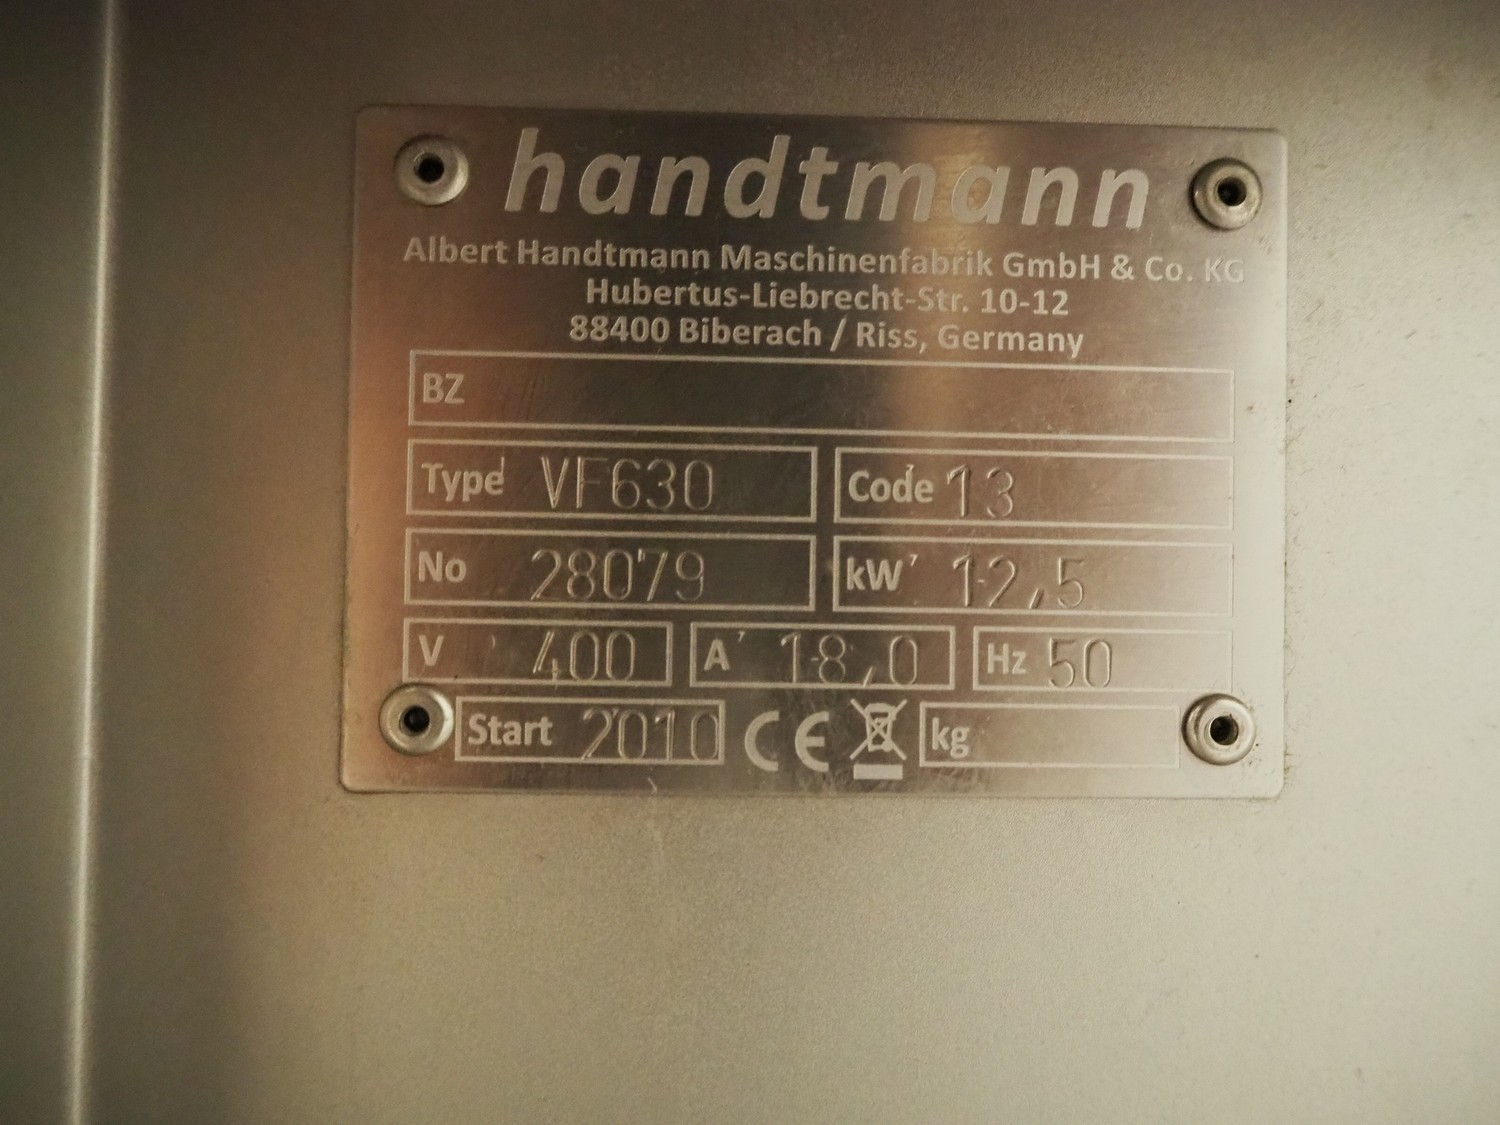 handtmann
Albert Handtmann Maschinenfabrik GmbH & Co. KG
Hubertus-Liebrecht-Str. 10-12
88400 Biberach / Riss, Germany
BZ
Type VF630 Code 13
No 28079 kW 12,5
V 400 A 18,0 Hz 50
Start 2010 CE kg